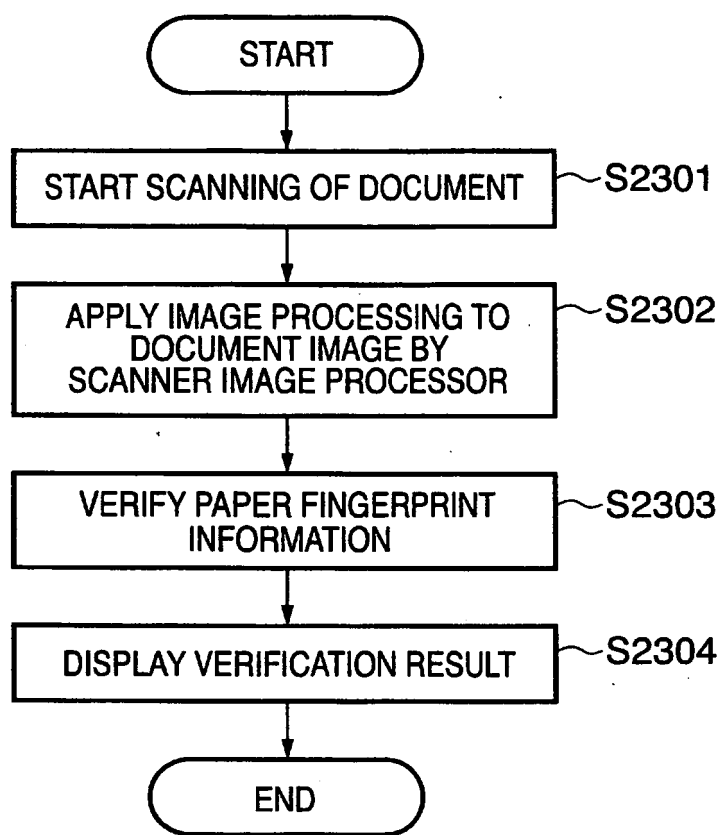 START
START SCANNING OF DOCUMENT
S2301
APPLY IMAGE PROCESSING TO
DOCUMENT IMAGE BY
SCANNER IMAGE PROCESSOR
S2302
VERIFY PAPER FINGERPRINT
INFORMATION
S2303
DISPLAY VERIFICATION RESULT
S2304
END